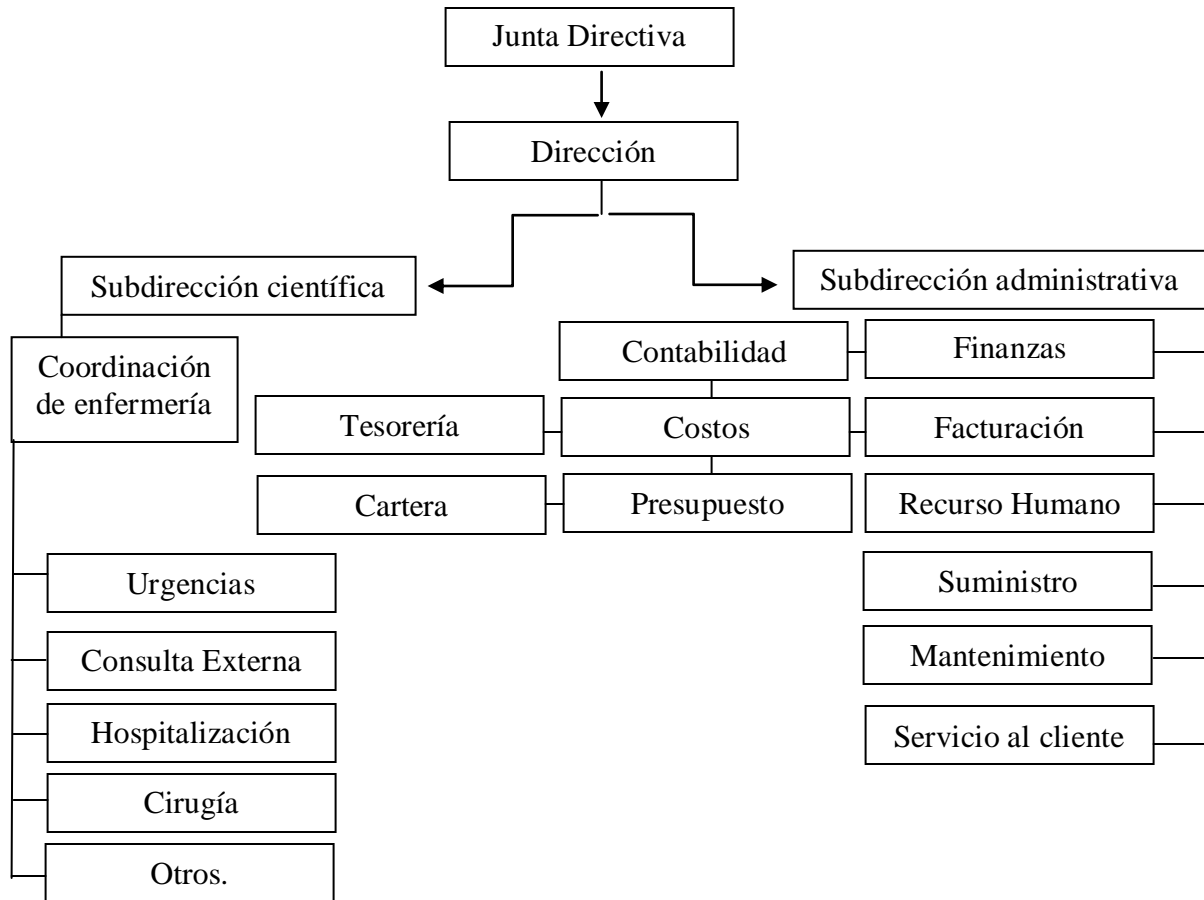 Junta Directiva
Dirección
Subdirección científica
Subdirección administrativa
Coordinación
de enfermería
Contabilidad
Finanzas
Tesorería
Costos
Facturación
Cartera
Presupuesto
Recurso Humano
Urgencias
Suministro
Consulta Externa
Mantenimiento
Hospitalización
Servicio al cliente
Cirugía
Otros.